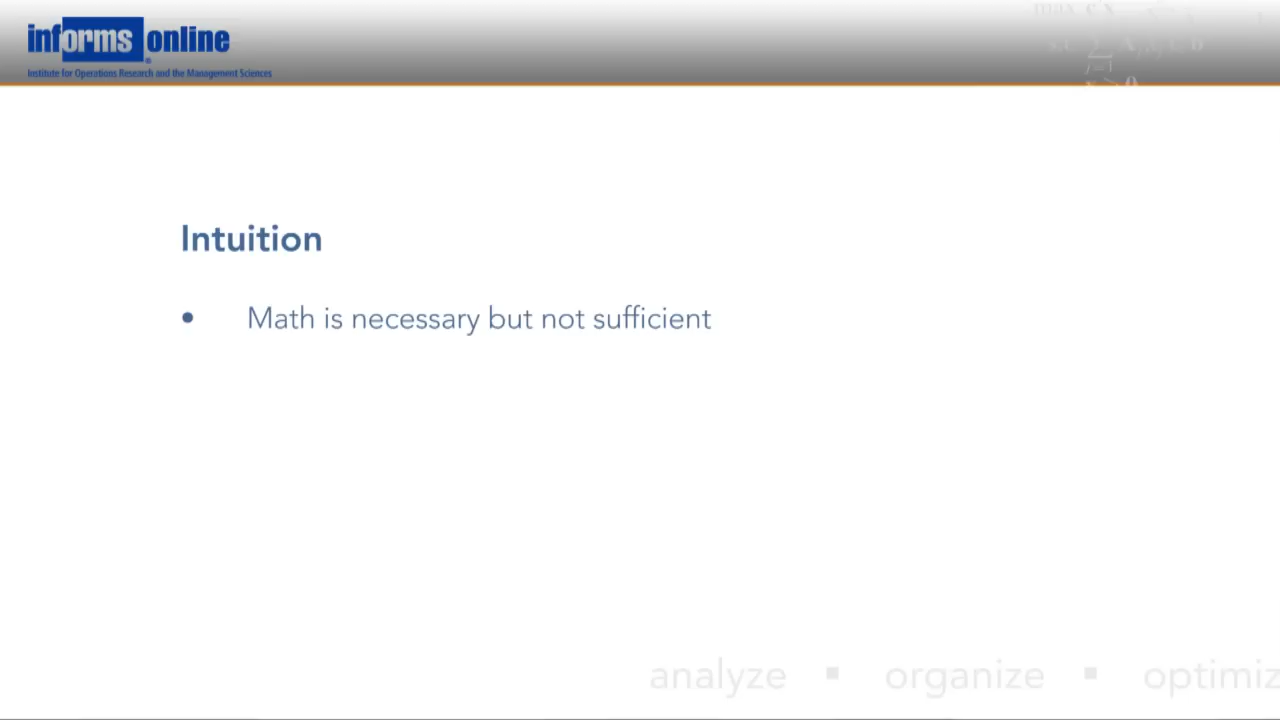 informs online
Institute for Operations Research and the Management Sciences
Intuition
• Math is necessary but not sufficient
analyze ▪ organize ▪ optimiz